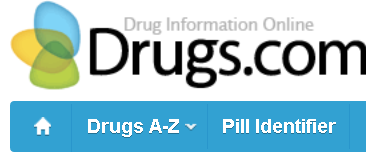 Drug Information Online
Drugs.com
Drugs A-Z Pill Identifier